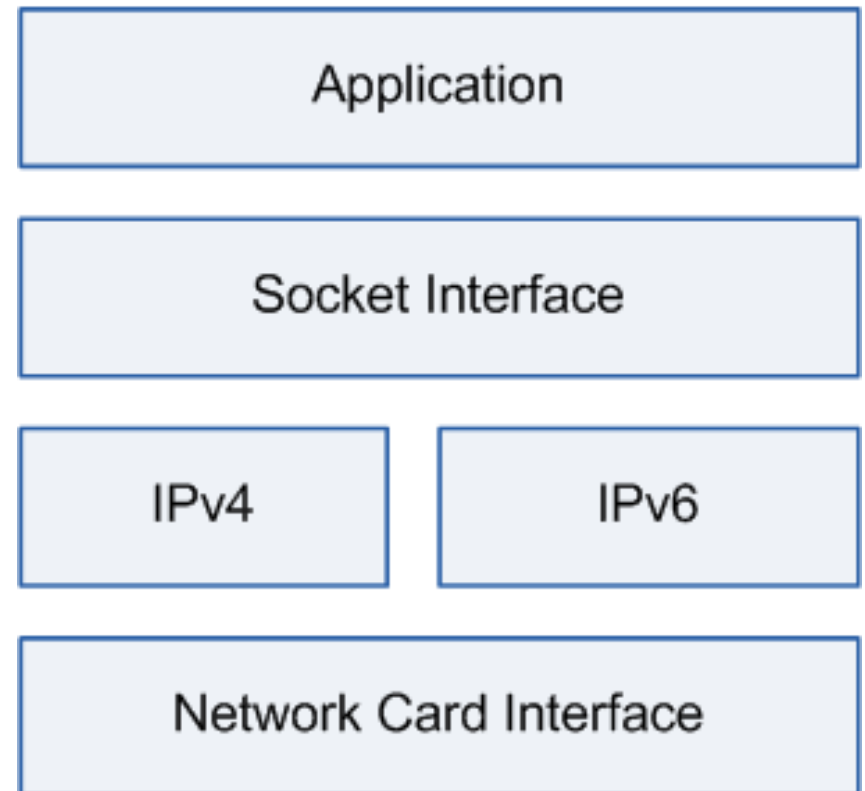 Application
Socket Interface
IPv4
IPv6
Network Card Interface